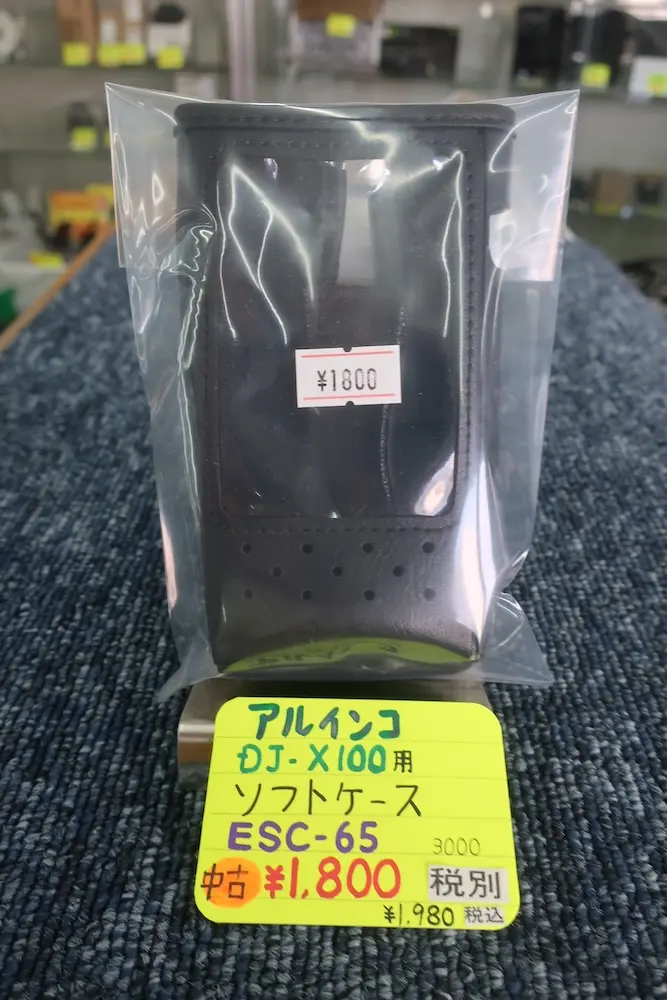 ¥1800
アルインコ
DJ-X100用
ソフトケース
ESC-65 3000
中古 ¥1,800 税別
¥1.980 税込